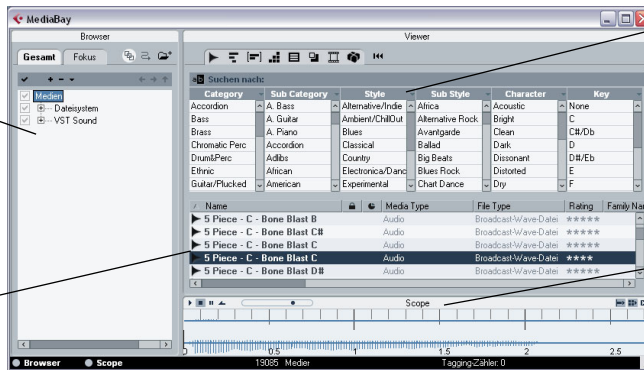 MediaBay
Browser
Viewer
Gesamt Fokus
Suchen nach:
Medien
Dateisystem
VST Sound
Category Sub Category Style Sub Style Character Key
Accordion A. Bass Alternative/Indie Africa Acoustic None
Bass A. Guitar Ambient/ChillOut Alternative Rock Bright C
Brass A. Piano Blues Avantgarde Clean C#/Db
Chromatic Perc Accordion Classical Ballad Dark D
Drum&Perc Adlibs Country Big Beats Dissonant D#/Eb
Ethnic African Electronica/Danc Blues Rock Distorted E
Guitar/Plucked American Experimental Chart Dance Dry F
Name Media Type File Type Rating Family Nan
5 Piece - C - Bone Blast B Audio Broadcast-Wave-Datei *****
5 Piece - C - Bone Blast C# Audio Broadcast-Wave-Datei *****
5 Piece - C - Bone Blast C Audio Broadcast-Wave-Datei *****
5 Piece - C - Bone Blast C Audio Broadcast-Wave-Datei ****
5 Piece - C - Bone Blast D# Audio Broadcast-Wave-Datei *****
Scope
0 0.5 1 1.5 2 2.5
Browser Scope 19085 Medier Tagging-Zähler: 0